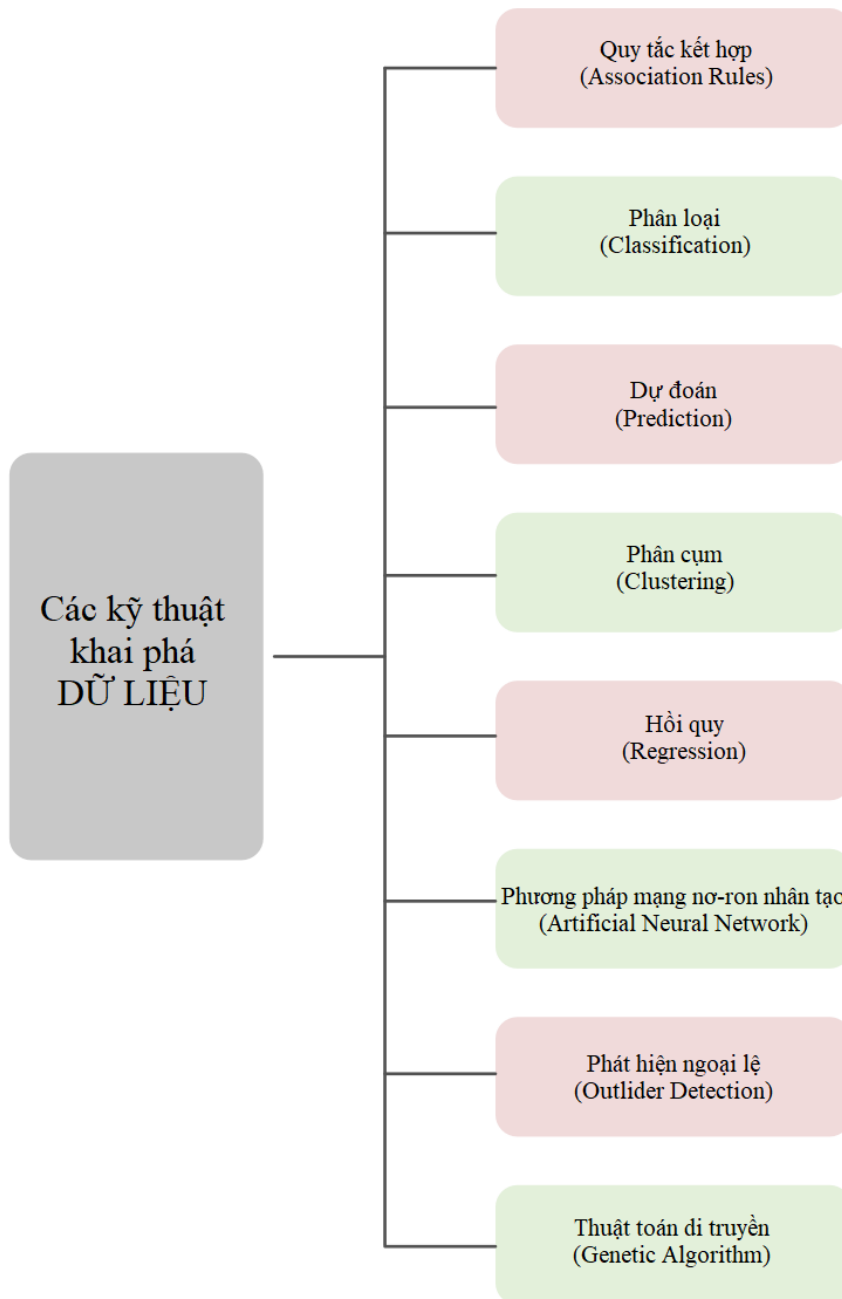 Quy tắc kết hợp
(Association Rules)
Phân loại
(Classification)
Dự đoán
(Prediction)
Các kỹ thuật
khai phá
DỮ LIỆU
Phân cụm
(Clustering)
Hồi quy
(Regression)
Phương pháp mạng nơ-ron nhân tạo
(Artificial Neural Network)
Phát hiện ngoại lệ
(Outlider Detection)
Thuật toán di truyền
(Genetic Algorithm)